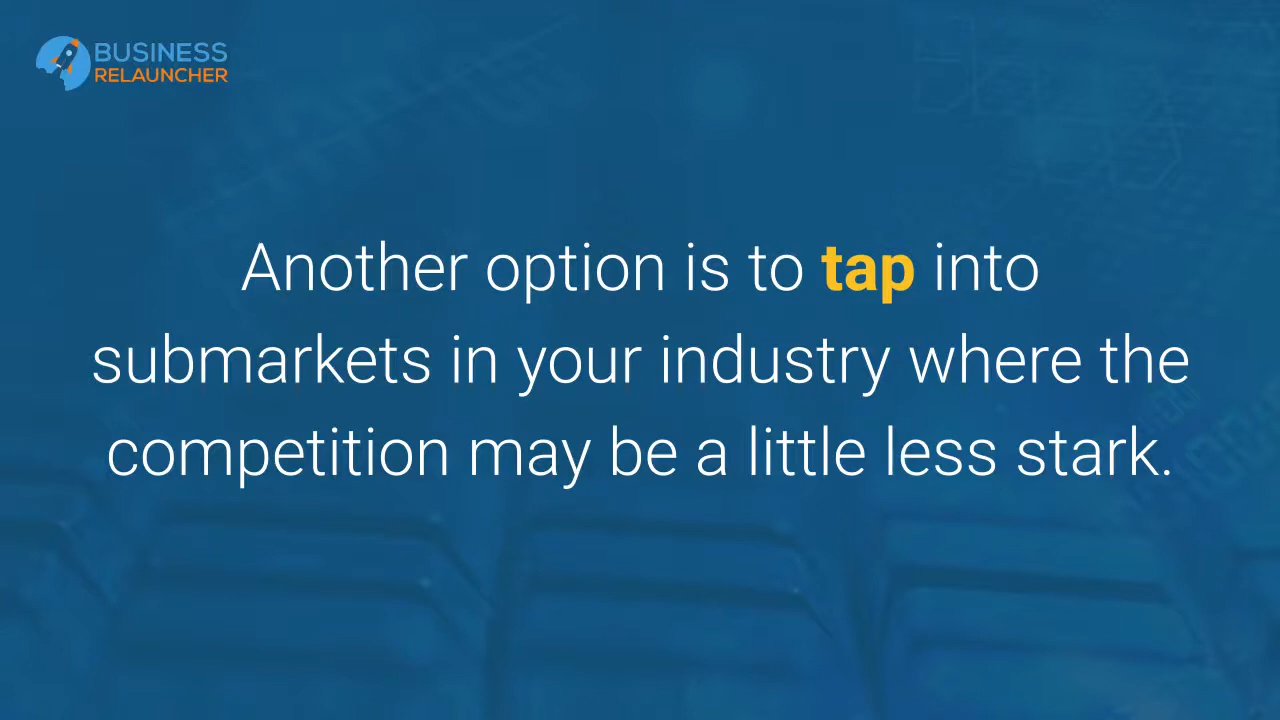 BUSINESS
RELAUNCHER
Another option is to tap into
submarkets in your industry where the
competition may be a little less stark.